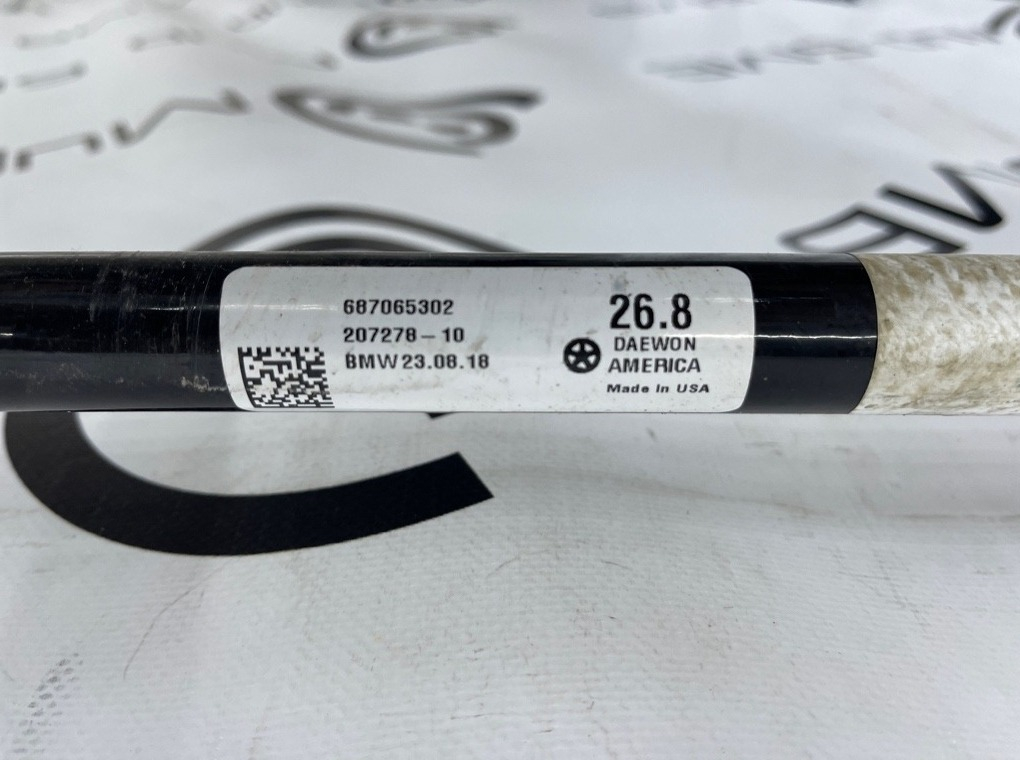 687065302
207278-10
BMW 23.08.18
26.8
DAEWON
AMERICA
Made in USA